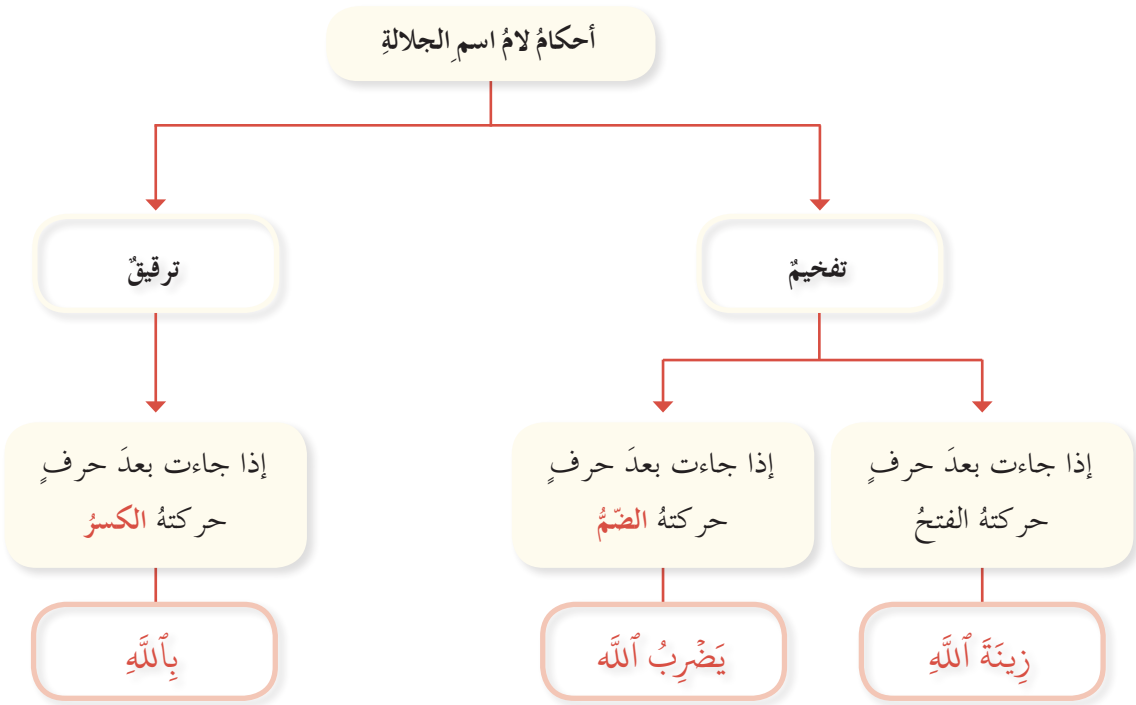 أحكامُ لامُ اسمِ الجلالةِ
تفخيمٌ
ترقيقٌ
إذا جاءت بعدَ حرفٍ
حركتهُ الفتحُ
إذا جاءت بعدَ حرفٍ
حركتهُ الضّمُّ
إذا جاءت بعدَ حرفٍ
حركتهُ الكسرُ
زِينَةَ ٱللَّهِ
يَضْرِبُ ٱللَّه
بِٱللَّهِ